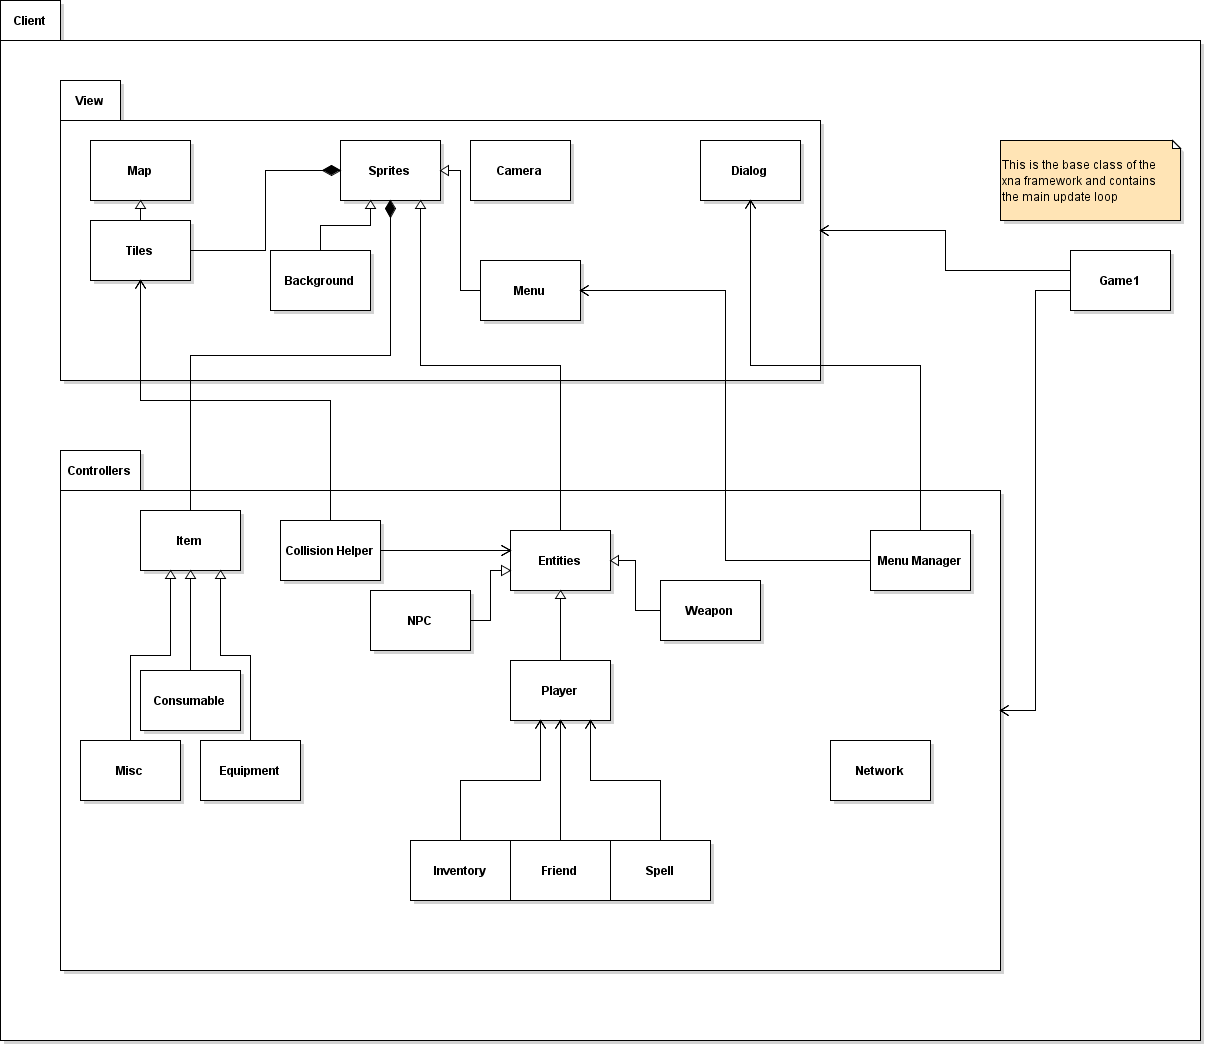 Client
View
Map
Sprites
Camera
Dialog
This is the base class of the
xna framework and contains
the main update loop
Tiles
Background
Menu
Game1
Controllers
Item
Collision Helper
Entities
Menu Manager
NPC
Weapon
Player
Consumable
Misc
Equipment
Network
Inventory
Friend
Spell